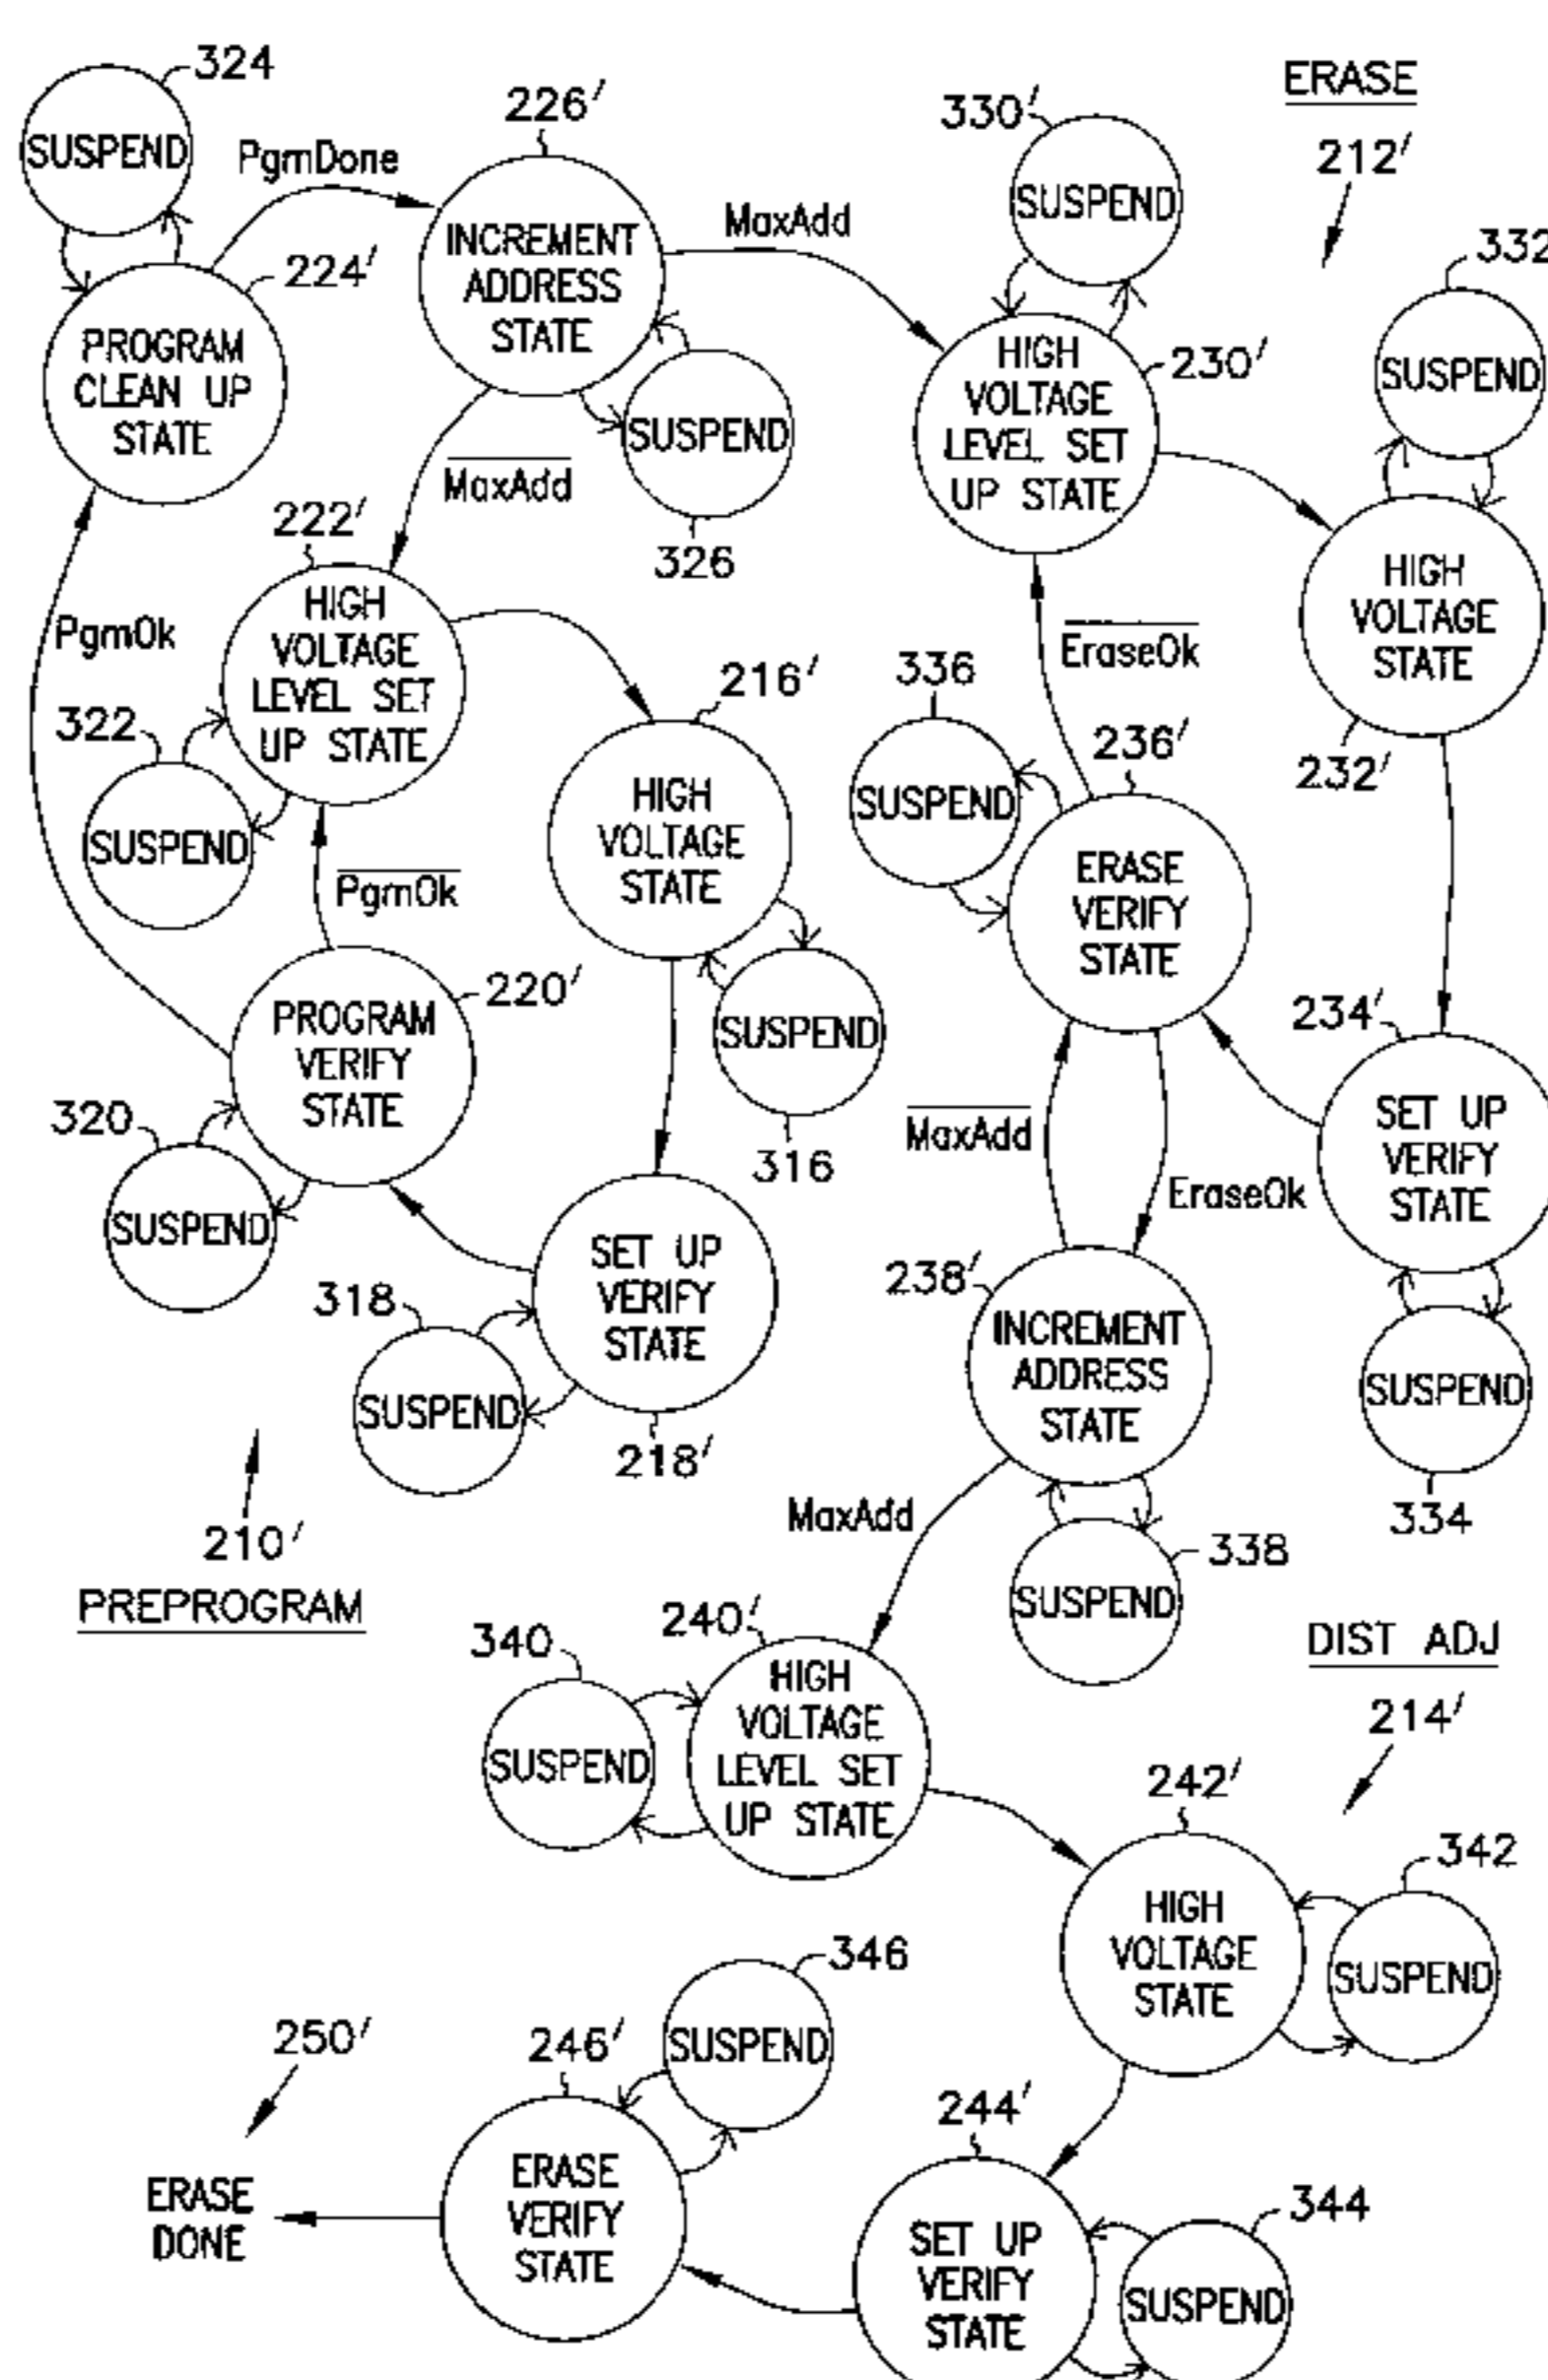 324
SUSPEND
PgmDone
226'
INCREMENT
ADDRESS
STATE
MaxAdd
330'
SUSPEND
ERASE
212'
332
SUSPEND
224'
PROGRAM
CLEAN UP
STATE
SUSPEND
326
MaxAdd
HIGH
VOLTAGE
LEVEL SET
UP STATE
230'
HIGH
VOLTAGE
STATE
232'
222'
HIGH
VOLTAGE
LEVEL SET
UP STATE
PgmOk
322
SUSPEND
216'
HIGH
VOLTAGE
STATE
EraseOk
336
SUSPEND
236'
ERASE
VERIFY
STATE
PgmOk
220'
PROGRAM
VERIFY
STATE
SUSPEND
316
320
SUSPEND
MaxAdd
EraseOk
234'
SET UP
VERIFY
STATE
SUSPEND
334
318
SUSPEND
SET UP
VERIFY
STATE
218'
238'
INCREMENT
ADDRESS
STATE
MaxAdd
338
SUSPEND
210'
PREPROGRAM
DIST ADJ
214'
340
SUSPEND
240'
HIGH
VOLTAGE
LEVEL SET
UP STATE
242'
HIGH
VOLTAGE
STATE
342
SUSPEND
346
SUSPEND
250'
ERASE
DONE
246'
ERASE
VERIFY
STATE
244'
SET UP
VERIFY
STATE
344
SUSPEND